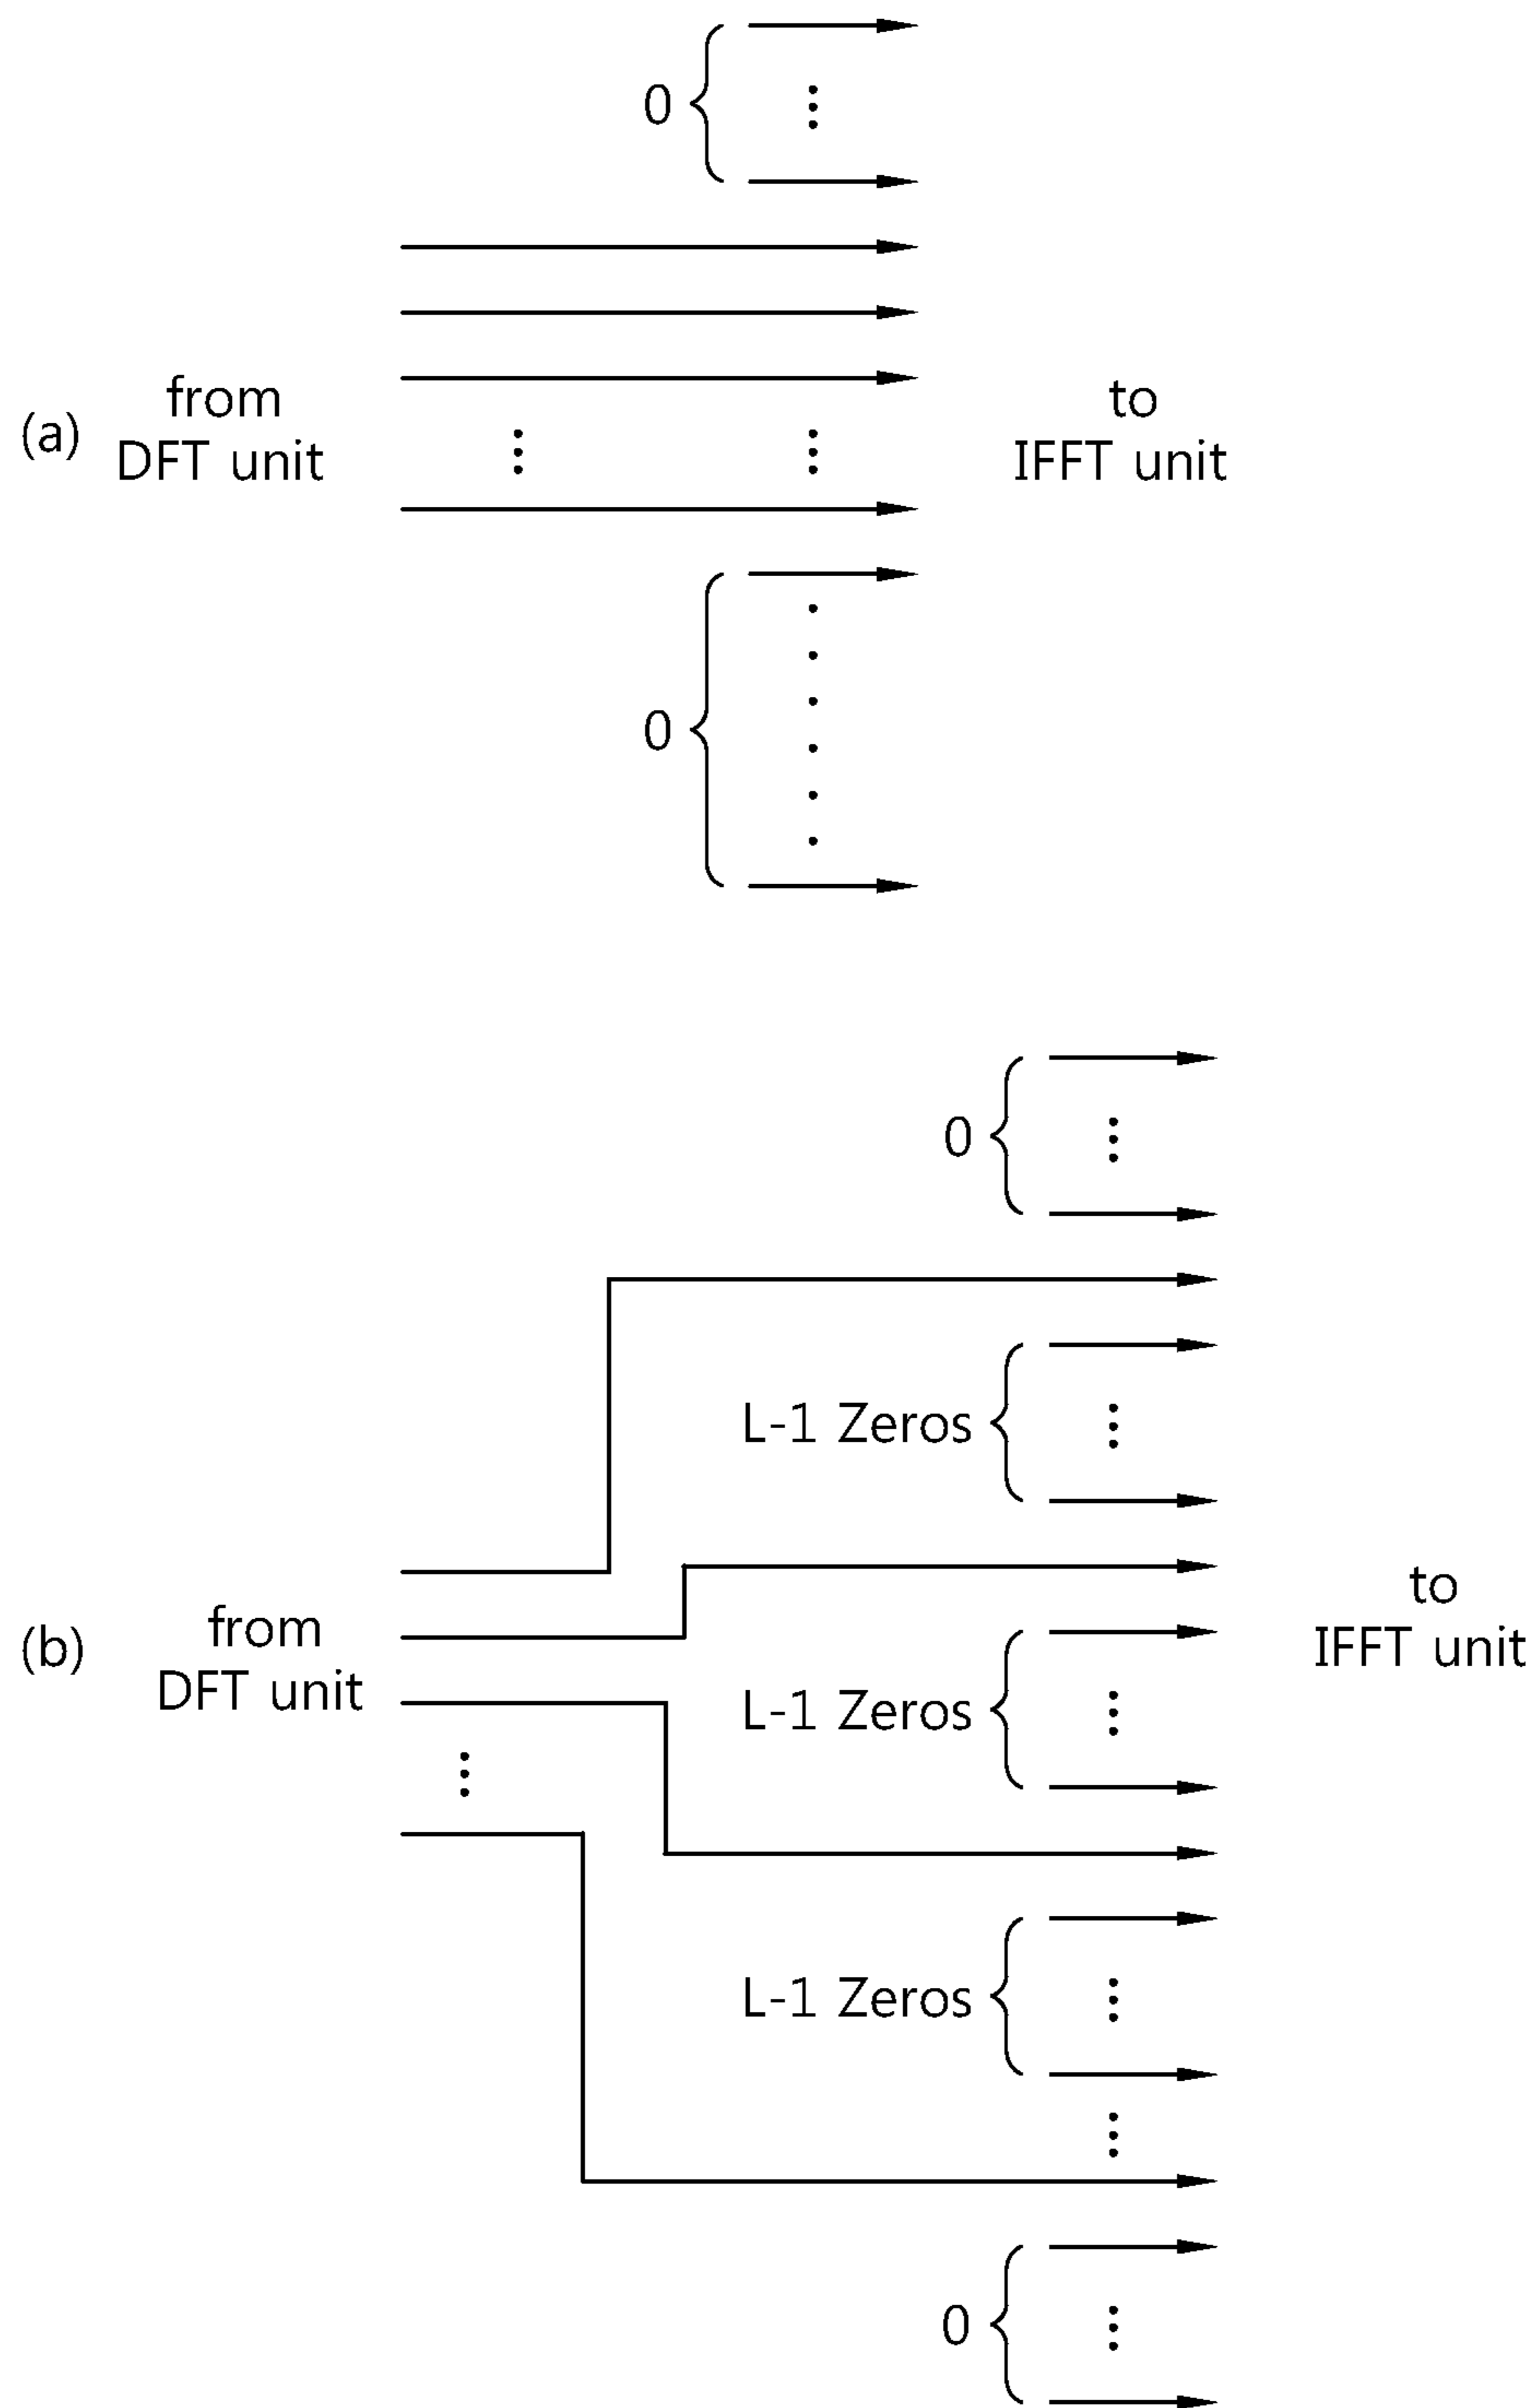 0
(a)
from
DFT unit
to
IFFT unit
0
0
L-1 Zeros
(b)
from
DFT unit
to
IFFT unit
L-1 Zeros
L-1 Zeros
0